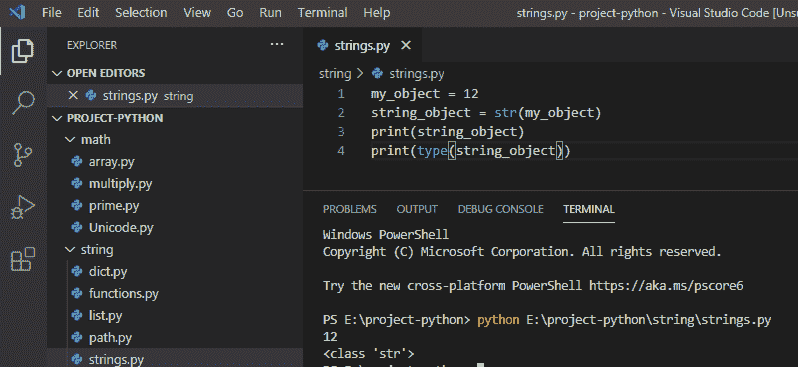 File Edit Selection View Go Run Terminal Help
strings.py - project-python - Visual Studio Code [Uns
EXPLORER
OPEN EDITORS
strings.py string
PROJECT-PYTHON
math
array.py
multiply.py
prime.py
Unicode.py
string
dict.py
functions.py
list.py
path.py
strings.py
strings.py
string > strings.py
1 my_object = 12
2 string_object = str(my_object)
3 print(string_object)
4 print(type(string_object))
PROBLEMS OUTPUT DEBUG CONSOLE TERMINAL
Windows PowerShell
Copyright (C) Microsoft Corporation. All rights reserved.
Try the new cross-platform PowerShell https://aka.ms/pscore6
PS E:\project-python> python E:\project-python\string\strings.py
12
<class 'str'>